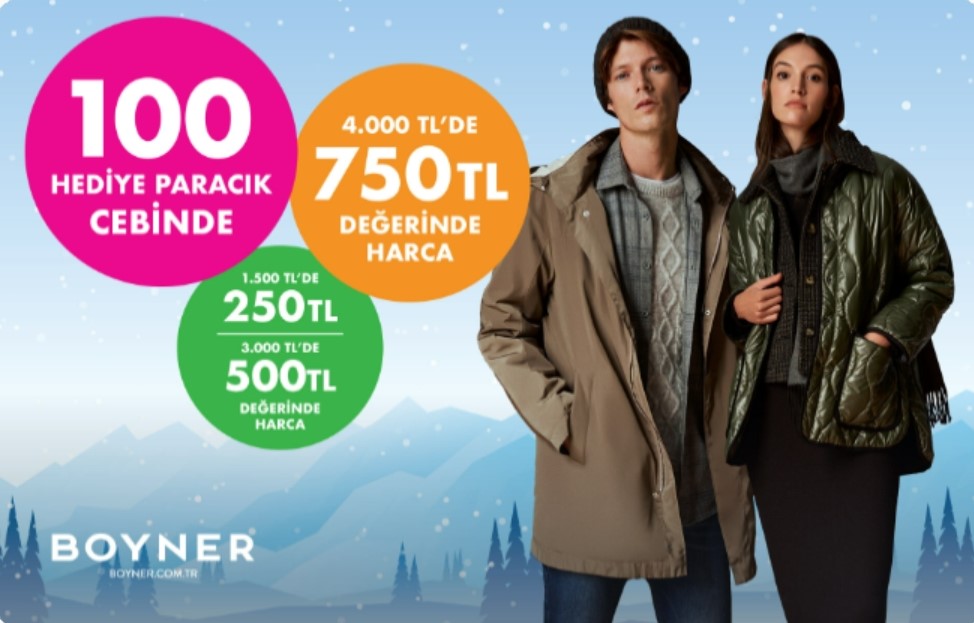 100
HEDİYE PARACIK
CEBİNDE
4.000 TL'DE
750TL
DEĞERİNDE
HARCA
1.500 TL'DE
250TL
3.000 TL'DE
500TL
DEĞERİNDE
HARCA
BOYNER
BOYNER.COM.TR